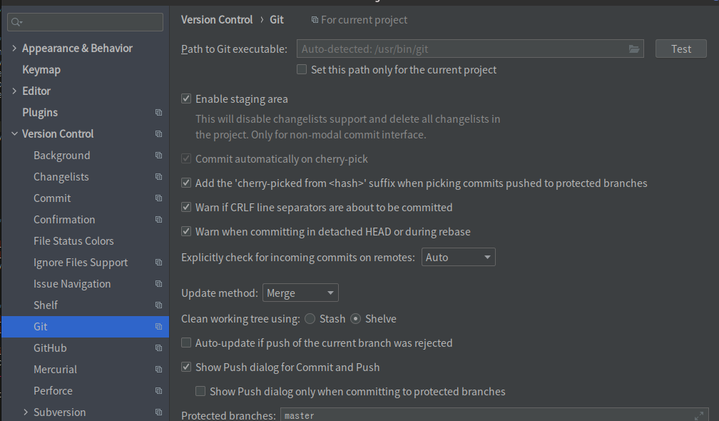 Version Control › Git For current project
Appearance & Behavior
Keymap
Editor
Plugins
Version Control
Background
Changelists
Commit
Confirmation
File Status Colors
Ignore Files Support
Issue Navigation
Shelf
Git
GitHub
Mercurial
Perforce
Subversion
Path to Git executable: Auto-detected: /usr/bin/git Test
Set this path only for the current project
Enable staging area
This will disable changelists support and delete all changelists in
the project. Only for non-modal commit interface.
Commit automatically on cherry-pick
Add the 'cherry-picked from <hash>' suffix when picking commits pushed to protected branches
Warn if CRLF line separators are about to be committed
Warn when committing in detached HEAD or during rebase
Explicitly check for incoming commits on remotes: Auto
Update method: Merge
Clean working tree using: Stash Shelve
Auto-update if push of the current branch was rejected
Show Push dialog for Commit and Push
Show Push dialog only when committing to protected branches
Protected branches: master